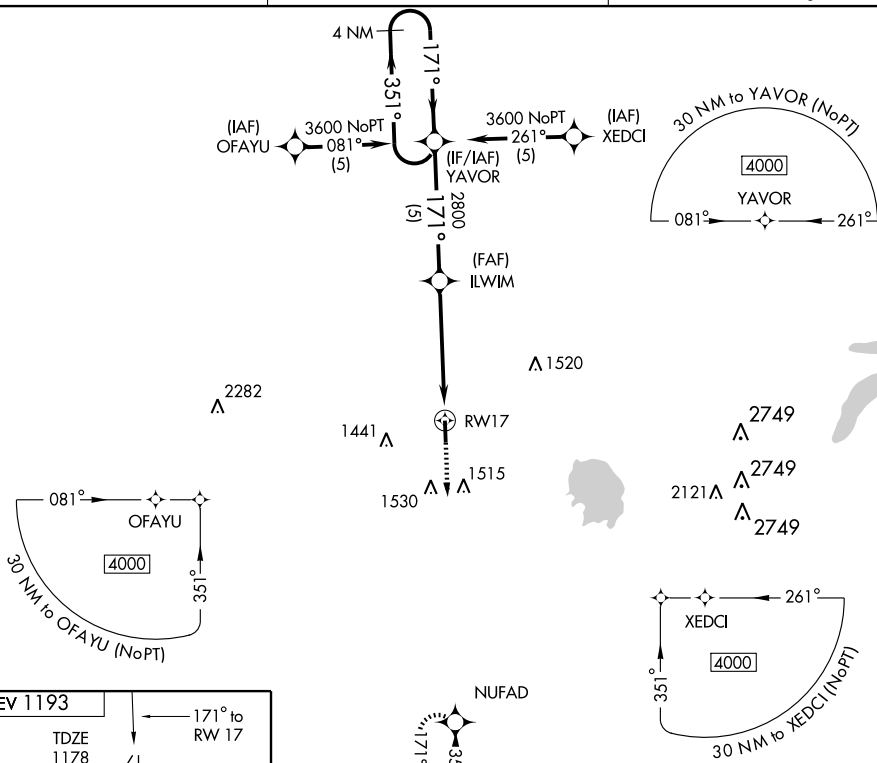 4 NM
171°
351°
(IAF)
OFAYU
3600 NoPT
081°
(5)
3600 NoPT
261°
(5)
(IAF)
XEDCI
(IF/IAF)
YAVOR
2800
171°
(5)
30 NM to YAVOR (NoPT)
4000
YAVOR
081°
261°
(FAF)
ILWIM
1520
2282
RW17
1441
2749
1530
1515
2121
2749
2749
081°
OFAYU
4000
351°
30 NM to OFAYU (NoPT)
261°
XEDCI
4000
351°
30 NM to XEDCI (NoPT)
NUFAD
171°
EV 1193
171° to
RW 17
TDZE
1178